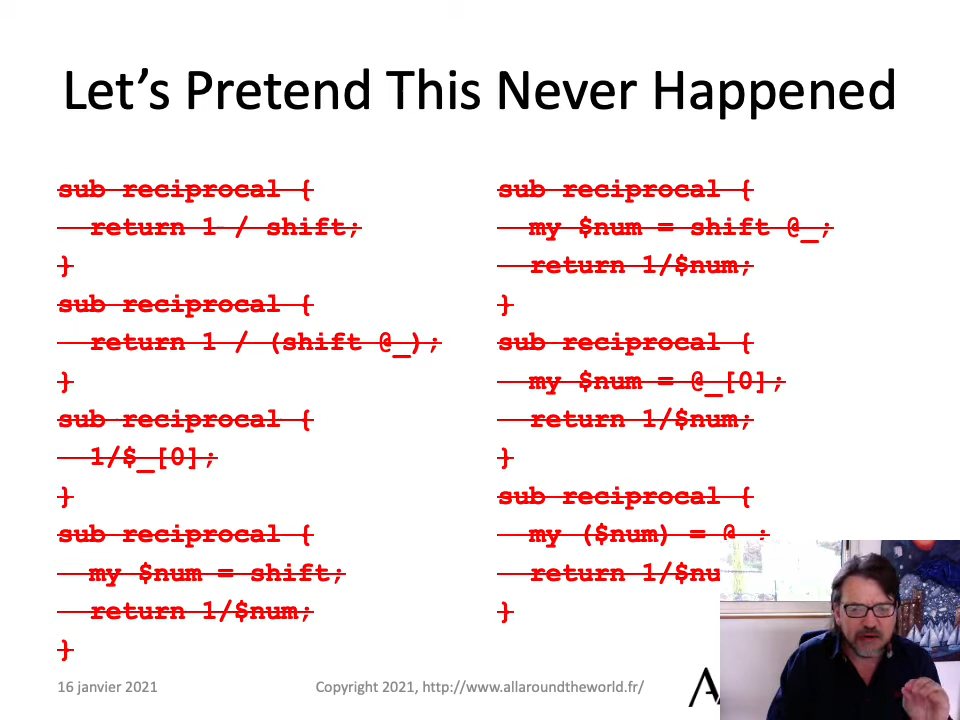 Let's Pretend This Never Happened
sub reciprocal {
return 1 / shift;
}
sub reciprocal {
return 1 / (shift @_);
}
sub reciprocal {
1/$_[0];
}
sub reciprocal {
my $num = shift;
return 1/$num;
}
sub reciprocal {
my $num = shift @_;
return 1/$num;
}
sub reciprocal {
my $num = @_[0];
return 1/$num;
}
sub reciprocal {
my ($num) = @_;
return 1/$nu
}
16 janvier 2021
Copyright 2021, http://www.allaroundtheworld.fr/